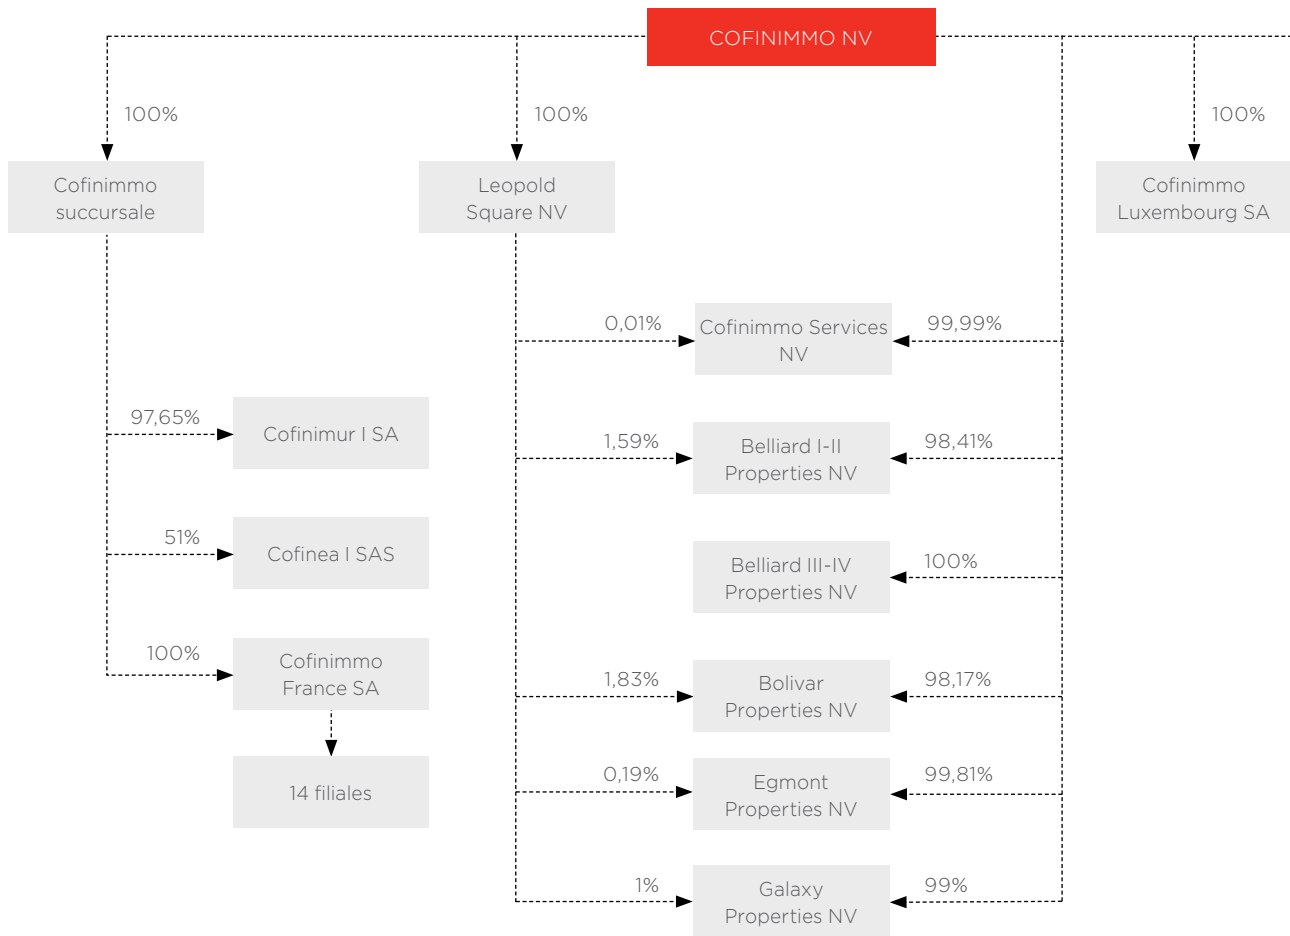 COFINIMMO NV
100%
100%
100%
Cofinimmo
succursale
Leopold
Square NV
Cofinimmo
Luxembourg SA
0,01%
Cofinimmo Services
NV
99,99%
97,65%
Cofinimur I SA
1,59%
Belliard I-II
Properties NV
98,41%
51%
Cofinea I SAS
Belliard III-IV
Properties NV
100%
100%
Cofinimmo
France SA
1,83%
Bolivar
Properties NV
98,17%
14 filiales
0,19%
Egmont
Properties NV
99,81%
1%
Galaxy
Properties NV
99%